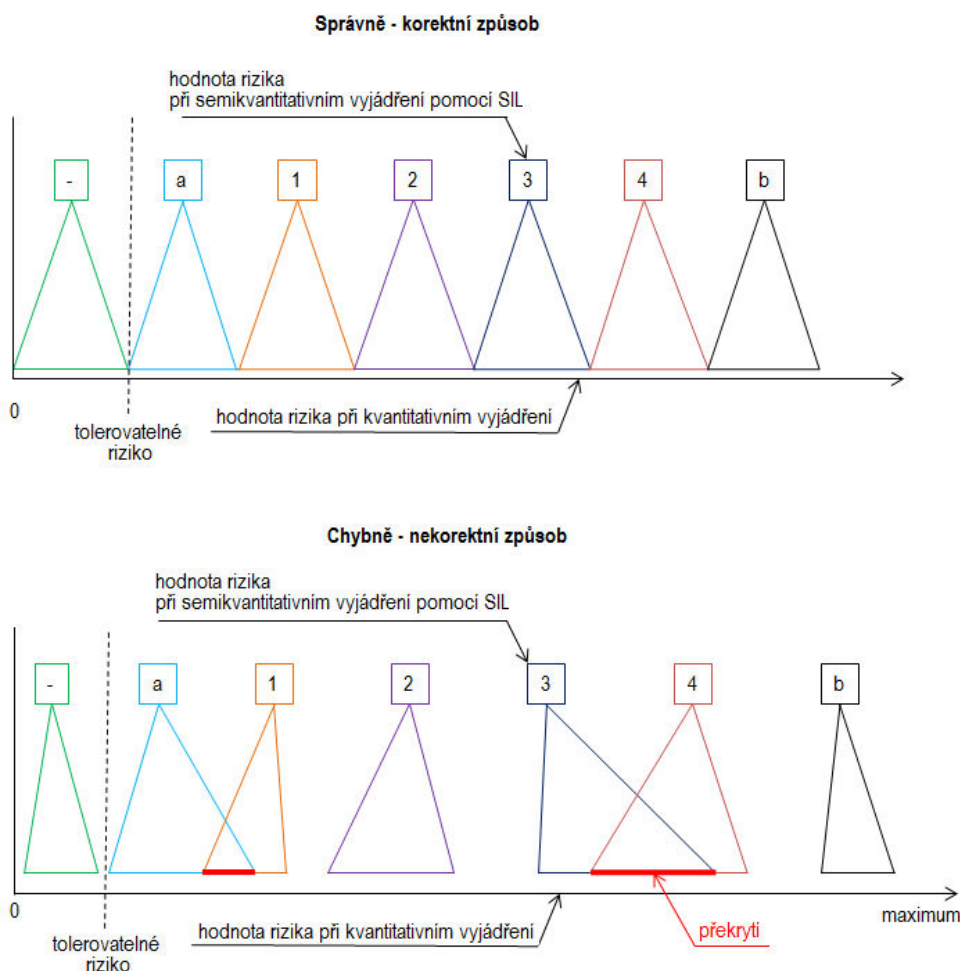 Správně - korektní způsob
hodnota rizika
při semikvantitativním vyjádření pomocí SIL
- a 1 2 3 4 b
0
tolerovatelné
riziko
hodnota rizika při kvantitativním vyjádření
Chybně - nekorektní způsob
hodnota rizika
při semikvantitativním vyjádření pomocí SIL
- a 1 2 3 4 b
0
tolerovatelné
riziko
hodnota rizika při kvantitativním vyjádření
překrytí
maximum